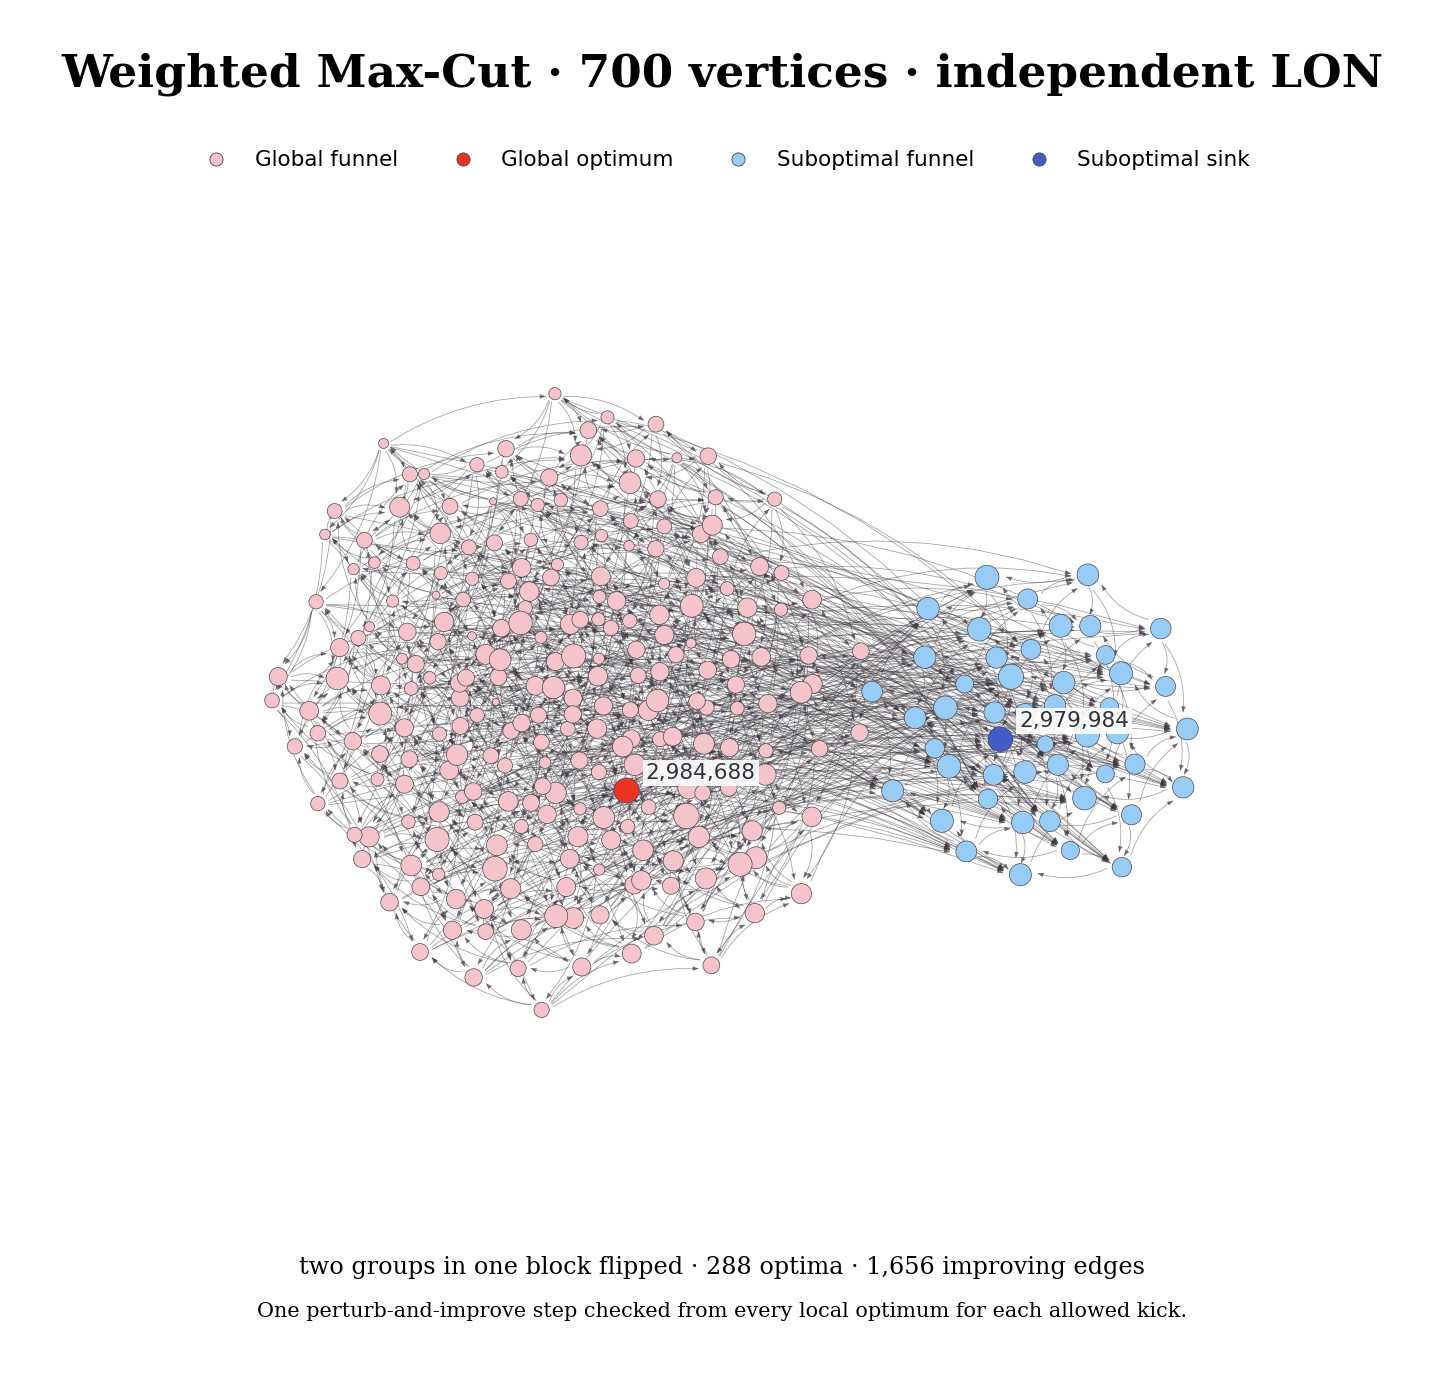 Weighted Max-Cut · 700 vertices · independent LON
Global funnel Global optimum Suboptimal funnel Suboptimal sink
2,979,984
2,984,688
two groups in one block flipped · 288 optima · 1,656 improving edges
One perturb-and-improve step checked from every local optimum for each allowed kick.